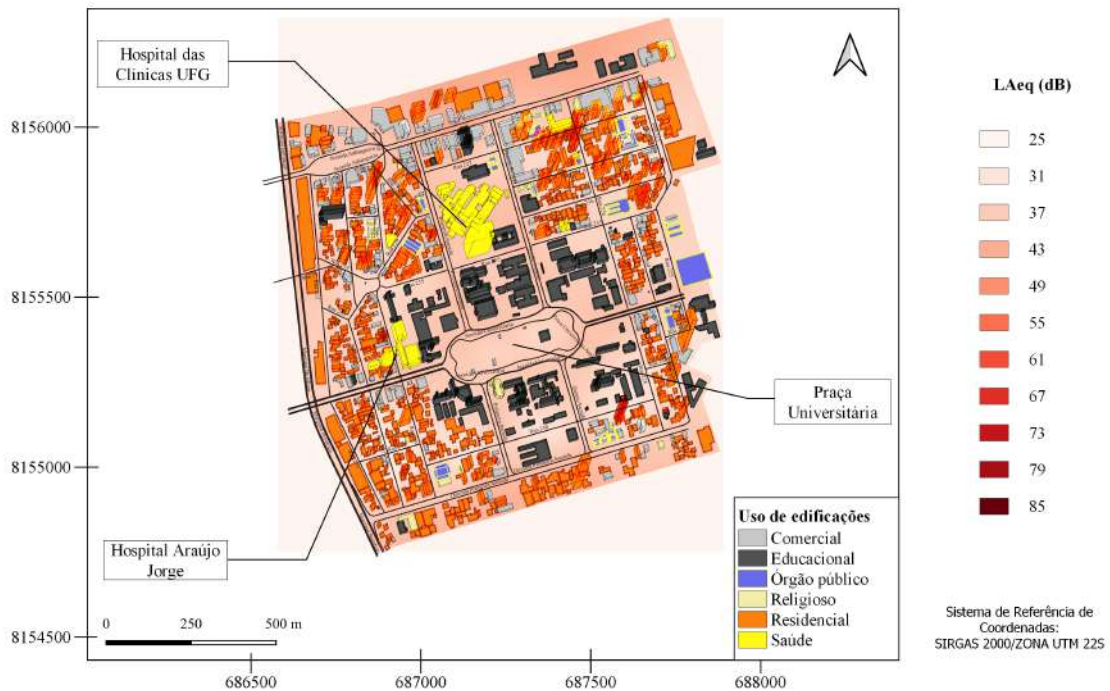 Hospital das
Clínicas UFG
8156000
8155500
8155000
8154500
Praça
Universitária
Hospital Araújo
Jorge
0 250 500 m
Uso de edificações
Comercial
Educacional
Órgão público
Religioso
Residencial
Saúde
686500 687000 687500 688000
LAeq (dB)
25
31
37
43
49
55
61
67
73
79
85
Sistema de Referência de
Coordenadas:
SIRGAS 2000/ZONA UTM 22S